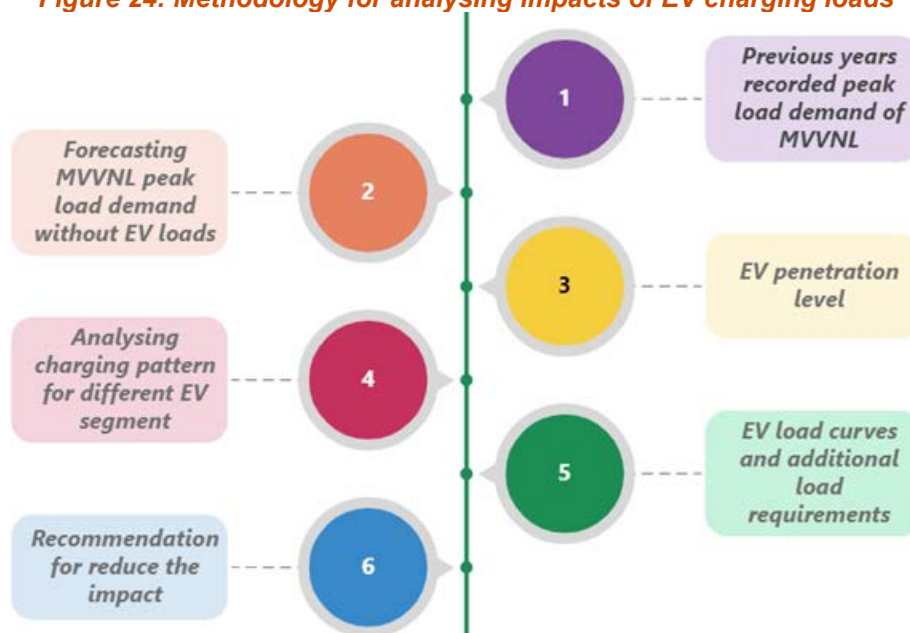 Figure 24: Methodology for analysing impacts of EV charging loads
1
Previous years
recorded peak
load demand of
MVVNL
2
Forecasting
MVVNL peak
load demand
without EV loads
3
EV penetration
level
4
Analysing
charging pattern
for different EV
segment
5
EV load curves
and additional
load
requirements
6
Recommendation
for reduce the
impact